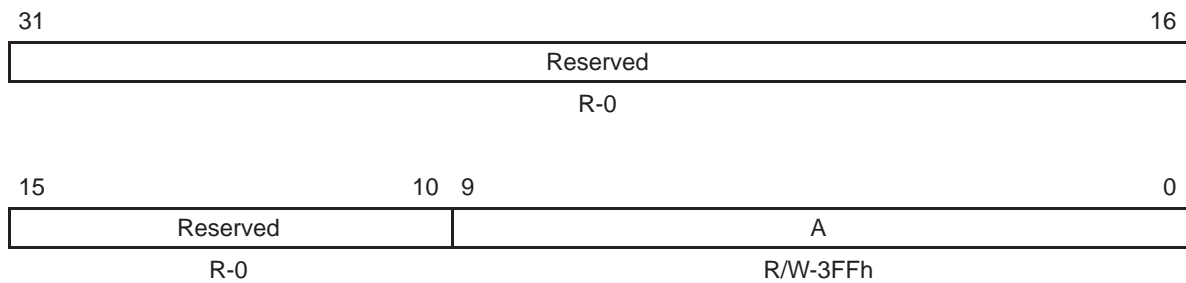 31 16
Reserved
R-0
15 10 9 0
Reserved A
R-0 R/W-3FFh